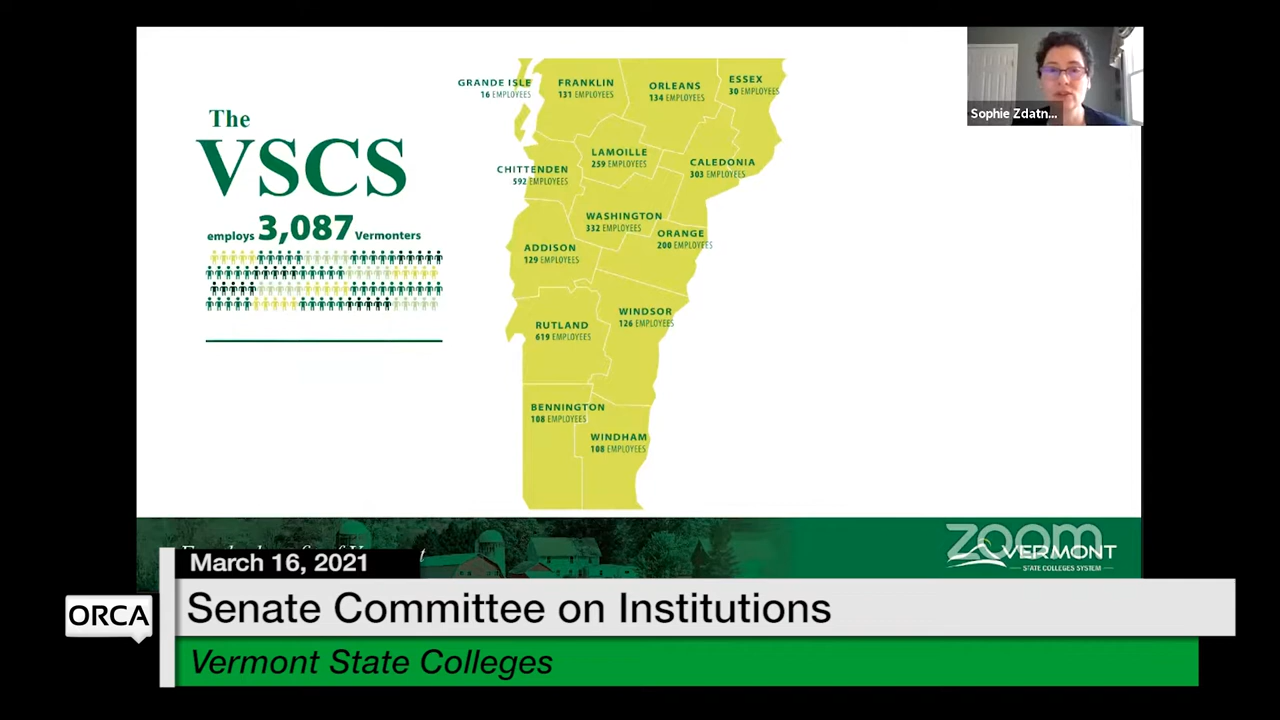 The
VSCS
employs 3,087 Vermonters
GRANDE ISLE
16 EMPLOYEES
FRANKLIN
131 EMPLOYEES
ORLEANS
134 EMPLOYEES
ESSEX
30 EMPLOYEES
LAMOILLE
259 EMPLOYEES
CHITTENDEN
592 EMPLOYEES
CALEDONIA
303 EMPLOYEES
WASHINGTON
332 EMPLOYEES
ORANGE
200 EMPLOYEES
ADDISON
129 EMPLOYEES
WINDSOR
126 EMPLOYEES
RUTLAND
619 EMPLOYEES
BENNINGTON
108 EMPLOYEES
WINDHAM
108 EMPLOYEES
Sophie Zdatn...
zoom
VERMONT
STATE COLLEGES SYSTEM
March 16, 2021
ORCA
Senate Committee on Institutions
Vermont State Colleges